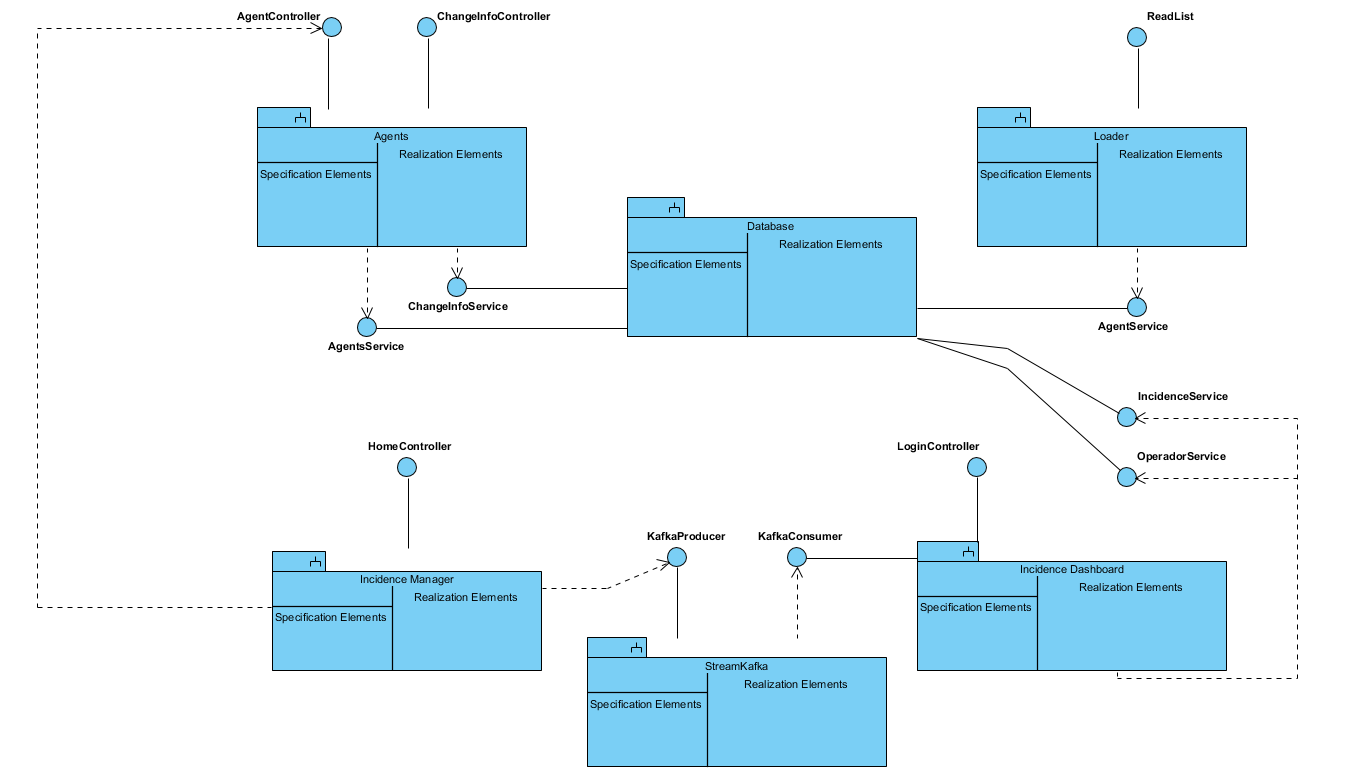 AgentController
ChangeInfoController
ReadList
Agents
Realization Elements
Specification Elements
Loader
Realization Elements
Specification Elements
Database
Realization Elements
Specification Elements
ChangeInfoService
AgentsService
AgentService
IncidenceService
OperadorService
HomeController
LoginController
KafkaProducer
KafkaConsumer
Incidence Manager
Realization Elements
Specification Elements
Incidence Dashboard
Realization Elements
Specification Elements
StreamKafka
Realization Elements
Specification Elements